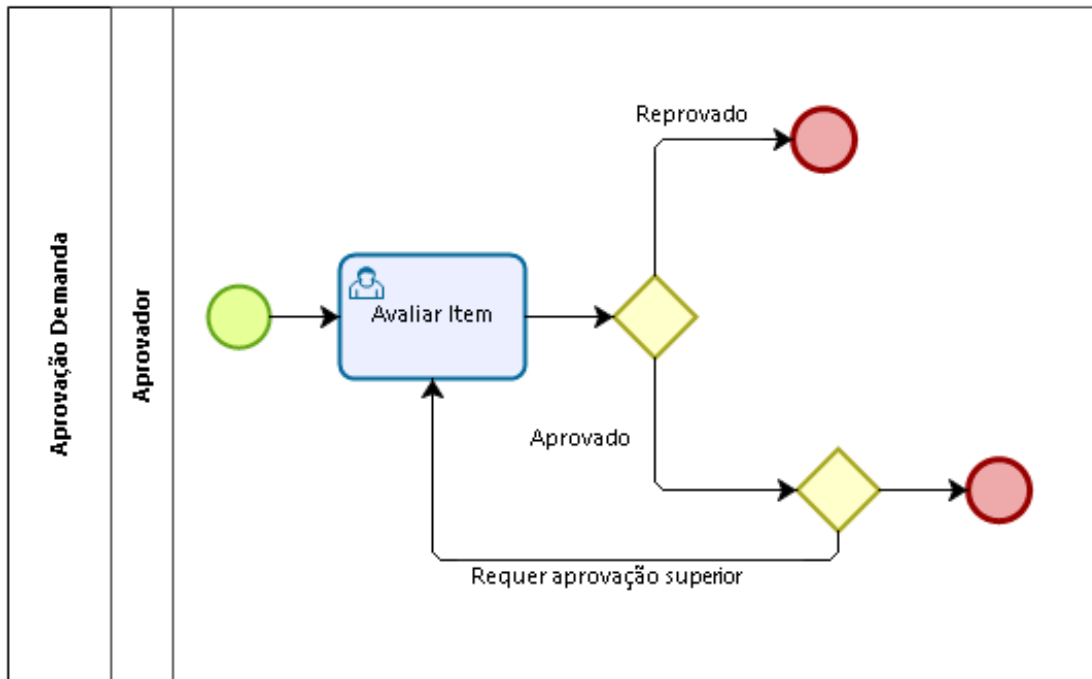 Aprovação Demanda
Aprovador
Reprovado
Avaliar Item
Aprovado
Requer aprovação superior